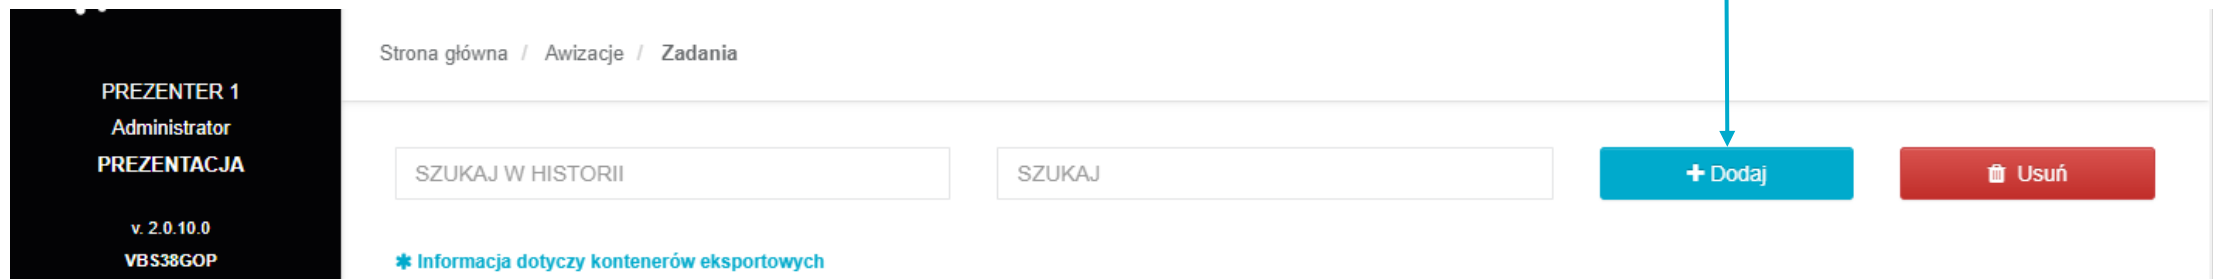 Strona główna / Awizacje / Zadania
PREZENTER 1
Administrator
PREZENTACJA
v. 2.0.10.0
VBS38GOP
SZUKAJ W HISTORII
SZUKAJ
Dodaj
Usuń
Informacja dotyczy kontenerów eksportowych